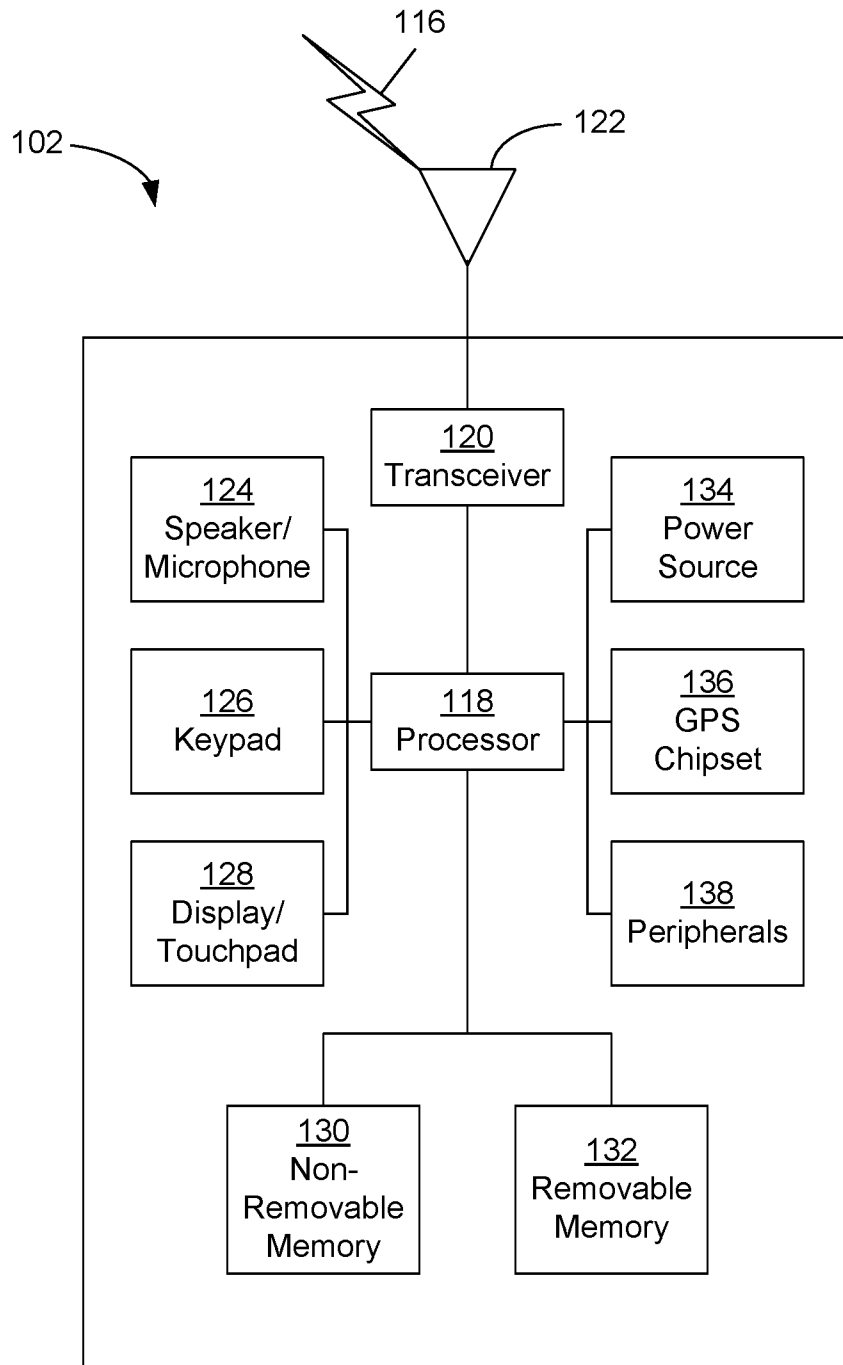 116
122
102
120
Transceiver
124
Speaker/
Microphone
134
Power
Source
126
Keypad
118
Processor
136
GPS
Chipset
128
Display/
Touchpad
138
Peripherals
130
Non-
Removable
Memory
132
Removable
Memory